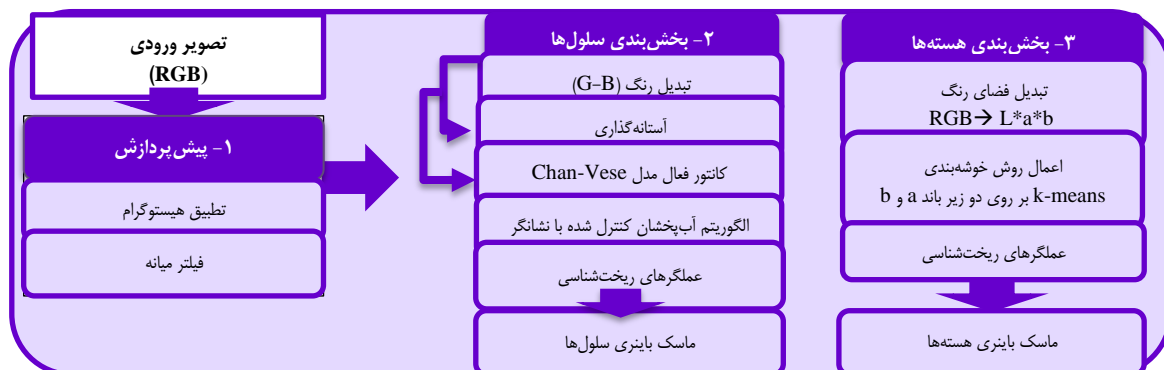 تصویر ورودی
(RGB)
۱- پیش‌پردازش
تطبیق هیستوگرام
فیلتر میانه
۲- بخش‌بندی سلول‌ها
تبدیل رنگ (G-B)
آستانه‌گذاری
کانتور فعال مدل Chan-Vese
الگوریتم آب‌پخشان کنترل شده با نشانگر
عملگرهای ریخت‌شناسی
ماسک باینری سلول‌ها
۳- بخش‌بندی هسته‌ها
تبدیل فضای رنگ
RGB→ L*a*b
اعمال روش خوشه‌بندی
k-means بر روی دو زیر باند a و b
عملگرهای ریخت‌شناسی
ماسک باینری هسته‌ها